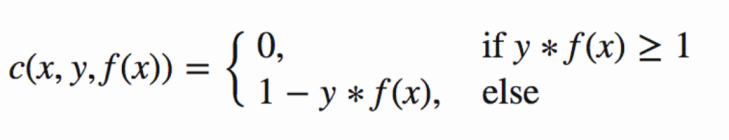 c(x, y, f(x)) = { 0, if y * f(x) ≥ 1
1 − y * f(x), else